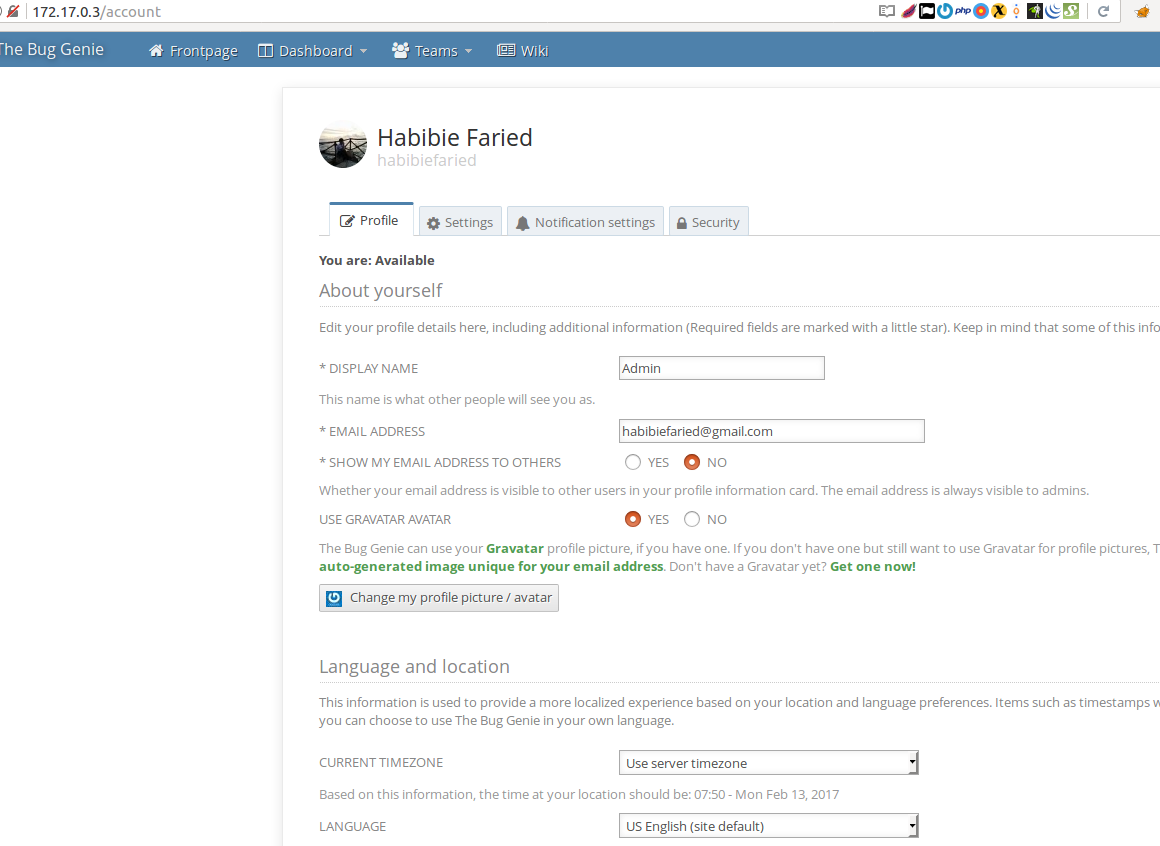 172.17.0.3/account
php
The Bug Genie
Frontpage
Dashboard
Teams
Wiki
Habibie Faried
habibiefaried
Profile
Settings
Notification settings
Security
You are: Available
About yourself
Edit your profile details here, including additional information (Required fields are marked with a little star). Keep in mind that some of this info
* DISPLAY NAME
Admin
This name is what other people will see you as.
* EMAIL ADDRESS
habibiefaried@gmail.com
* SHOW MY EMAIL ADDRESS TO OTHERS
YES
NO
Whether your email address is visible to other users in your profile information card. The email address is always visible to admins.
USE GRAVATAR AVATAR
YES
NO
The Bug Genie can use your Gravatar profile picture, if you have one. If you don't have one but still want to use Gravatar for profile pictures, T
auto-generated image unique for your email address. Don't have a Gravatar yet? Get one now!
Change my profile picture / avatar
Language and location
This information is used to provide a more localized experience based on your location and language preferences. Items such as timestamps w
you can choose to use The Bug Genie in your own language.
CURRENT TIMEZONE
Use server timezone
Based on this information, the time at your location should be: 07:50 - Mon Feb 13, 2017
LANGUAGE
US English (site default)